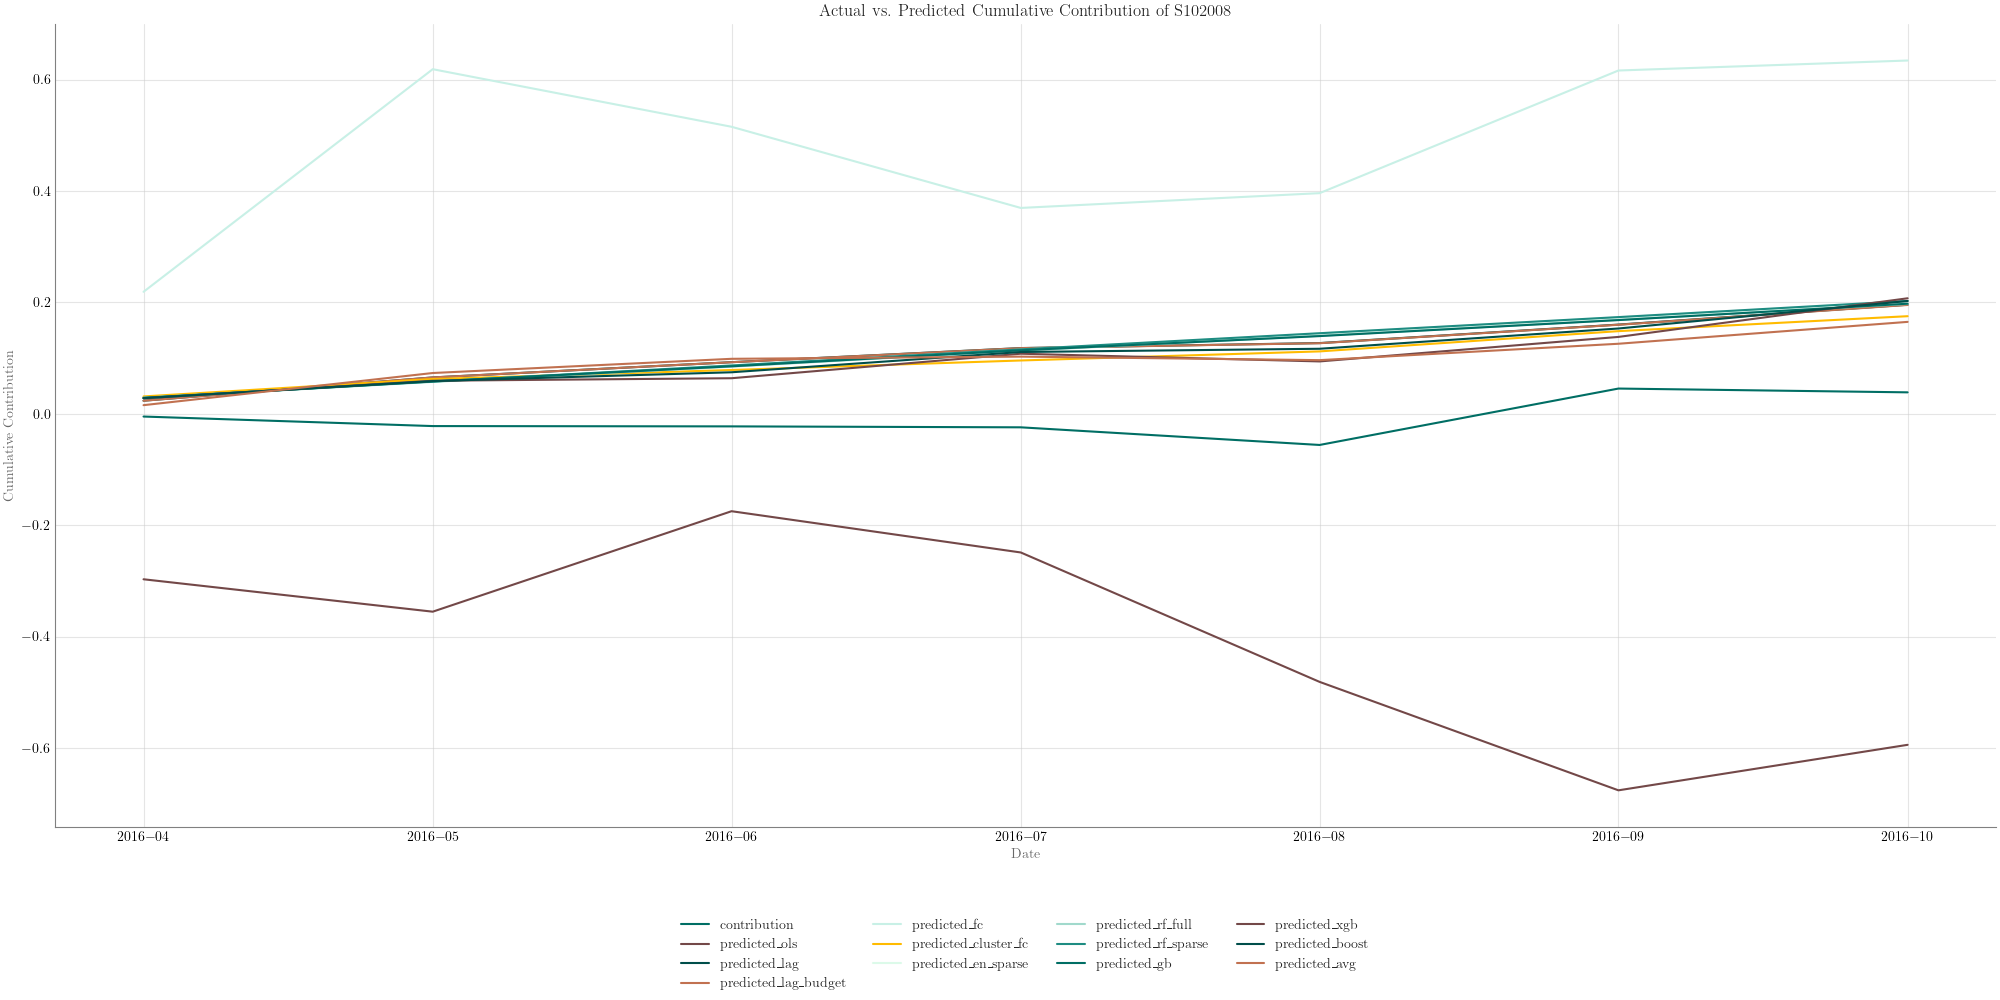 Actual vs. Predicted Cumulative Contribution of S102008
Cumulative Contribution
0.6
0.4
0.2
0.0
−0.2
−0.4
−0.6
2016−04 2016−05 2016−06 2016−07 2016−08 2016−09 2016−10
Date
contribution predicted_fc predicted_rf_full predicted_xgb
predicted_ols predicted_cluster_fc predicted_rf_sparse predicted_boost
predicted_lag predicted_en_sparse predicted_gb predicted_avg
predicted_lag_budget